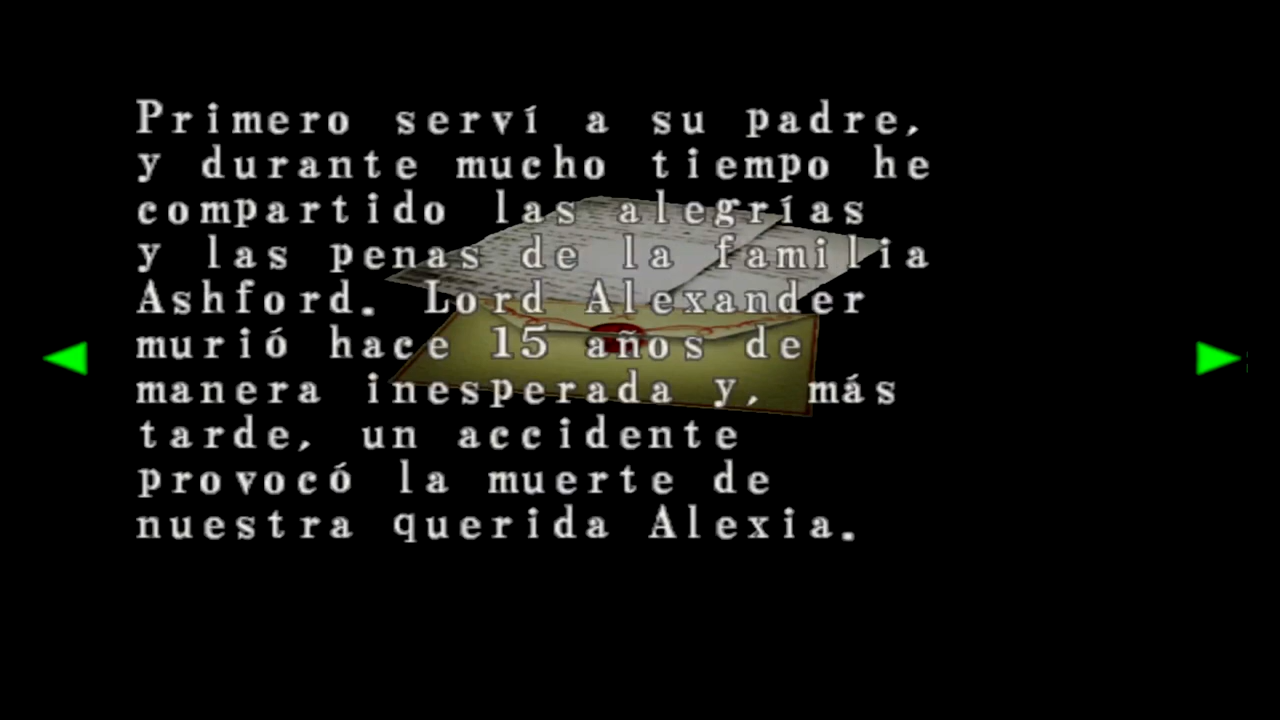 Primero serví a su padre,
y durante mucho tiempo he
compartido las alegrías
y las penas de la familia
Ashford. Lord Alexander
murió hace 15 años de
manera inesperada y, más
tarde, un accidente
provocó la muerte de
nuestra querida Alexia.